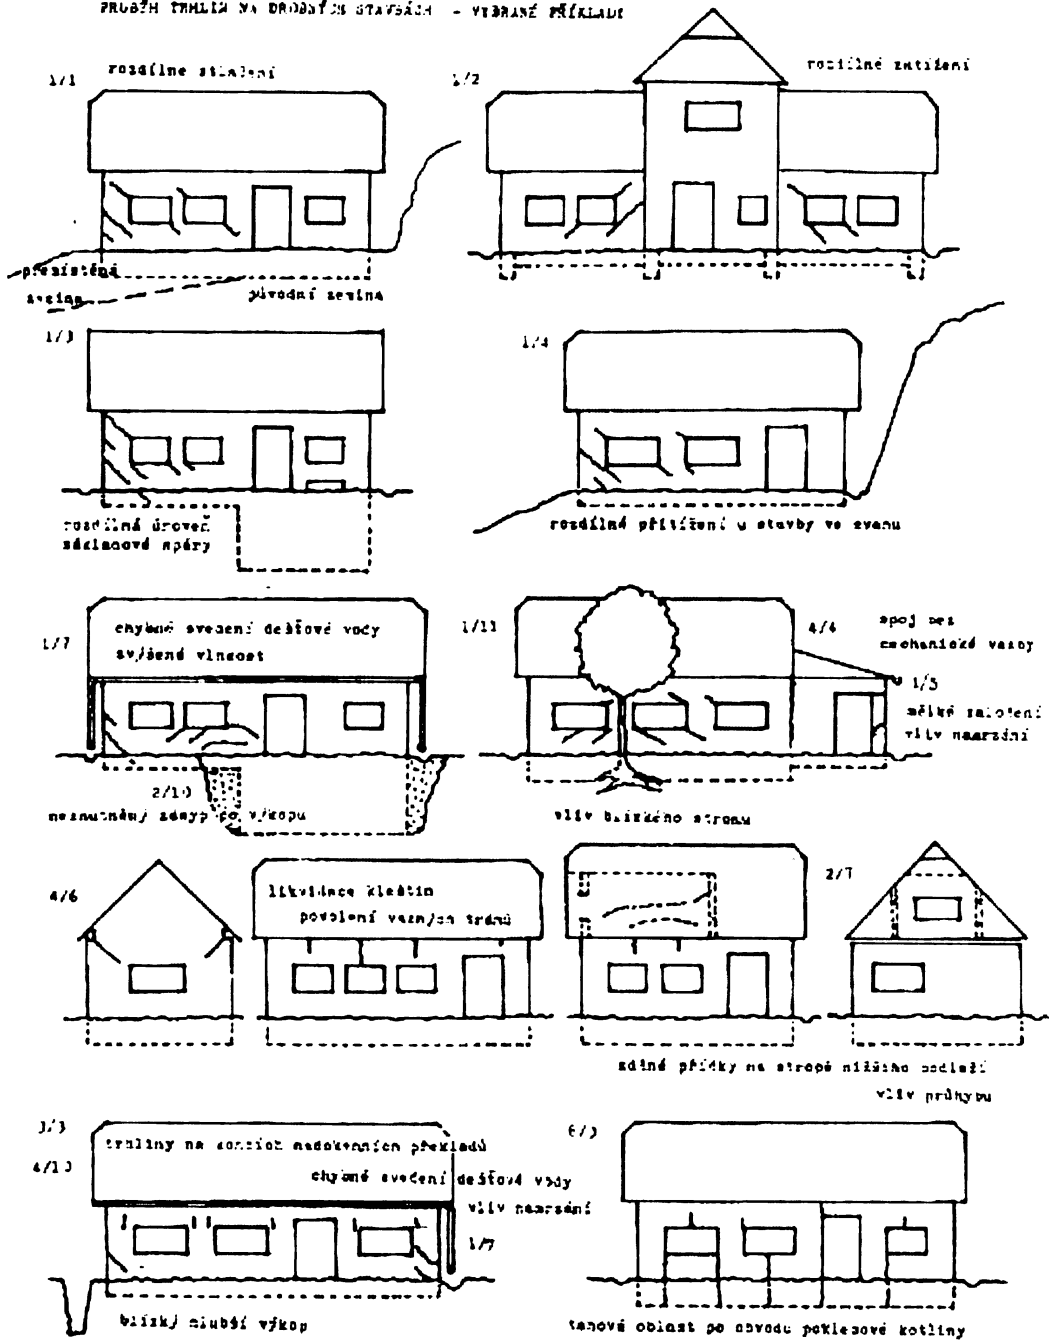 PRŮBĚH TRHLIN NA DROBNÝCH STAVBÁCH - VYBRANÉ PŘÍKLADY
1/1
rozdílné stlačení
1/2
rozdílné zatížení
přemístěná
zemina
původní zemina
1/3
1/4
rozdílná úroveň
základové spáry
rozdílné přitížení u stavby ve svahu
1/7
chybné svedení dešťové vody
zvýšená vlhkost
1/11
4/4
spoj bez
mechanické vazby
1/5
mělké založení
vliv namrzání
2/10
nezhutněný zásyp po výkopu
vliv blízkého stromu
4/6
likvidace kleštin
povolení vazných trámů
2/7
zděné příčky na stropě nižšího podlaží
vliv průhybu
3/3
trhliny na koncích nadokenních překladů
4/10
chybné svedení dešťové vody
vliv namrzání
1/9
6/3
blízký hlubší výkop
tahová oblast po obvodu poklesové kotliny